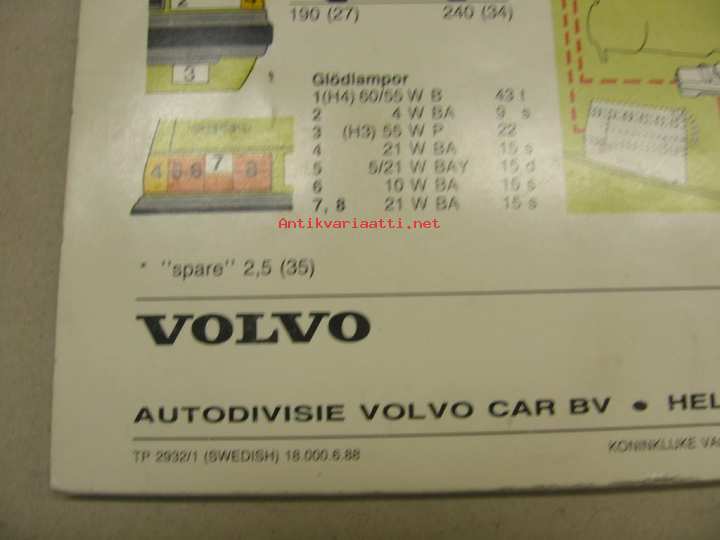 2
190 (27) 240 (34)
3
Glödlampor
1(H4) 60/55 W B 43 t
2 4 W BA 9 s
3 (H3) 55 W P 22
4 21 W BA 15 s
5 5/21 W BAY 15 d
6 10 W BA 15 s
7, 8 21 W BA 15 s
4 5 6 7 8
Antikvariaatti.net
* "spare" 2,5 (35)
VOLVO
AUTODIVISIE VOLVO CAR BV • HEL
TP 2932/1 (SWEDISH) 18.000.6.88
KONINKLIJKE VA